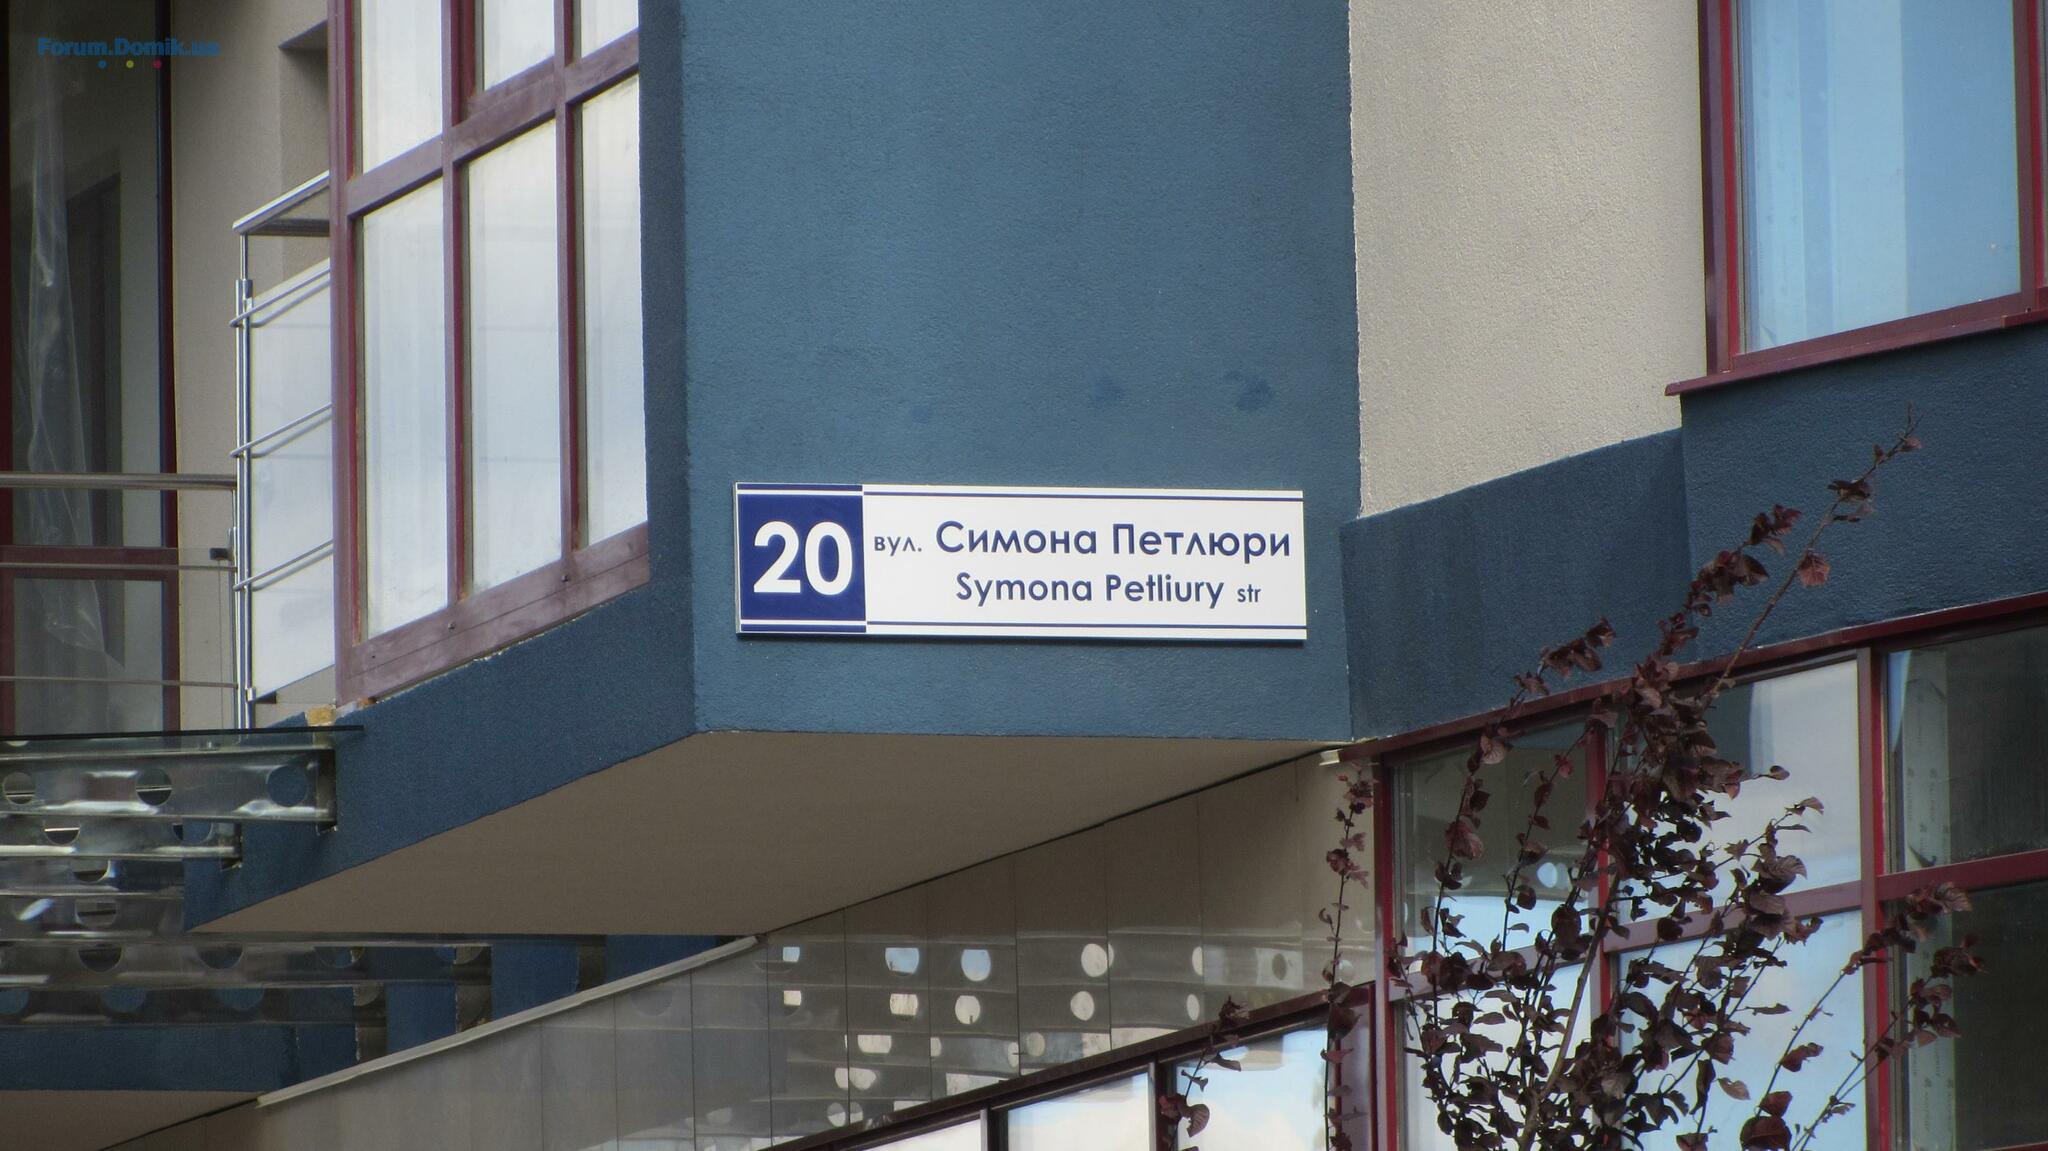 Forum.Domik.ua
20
вул. Симона Петлюри
Symona Petliury str